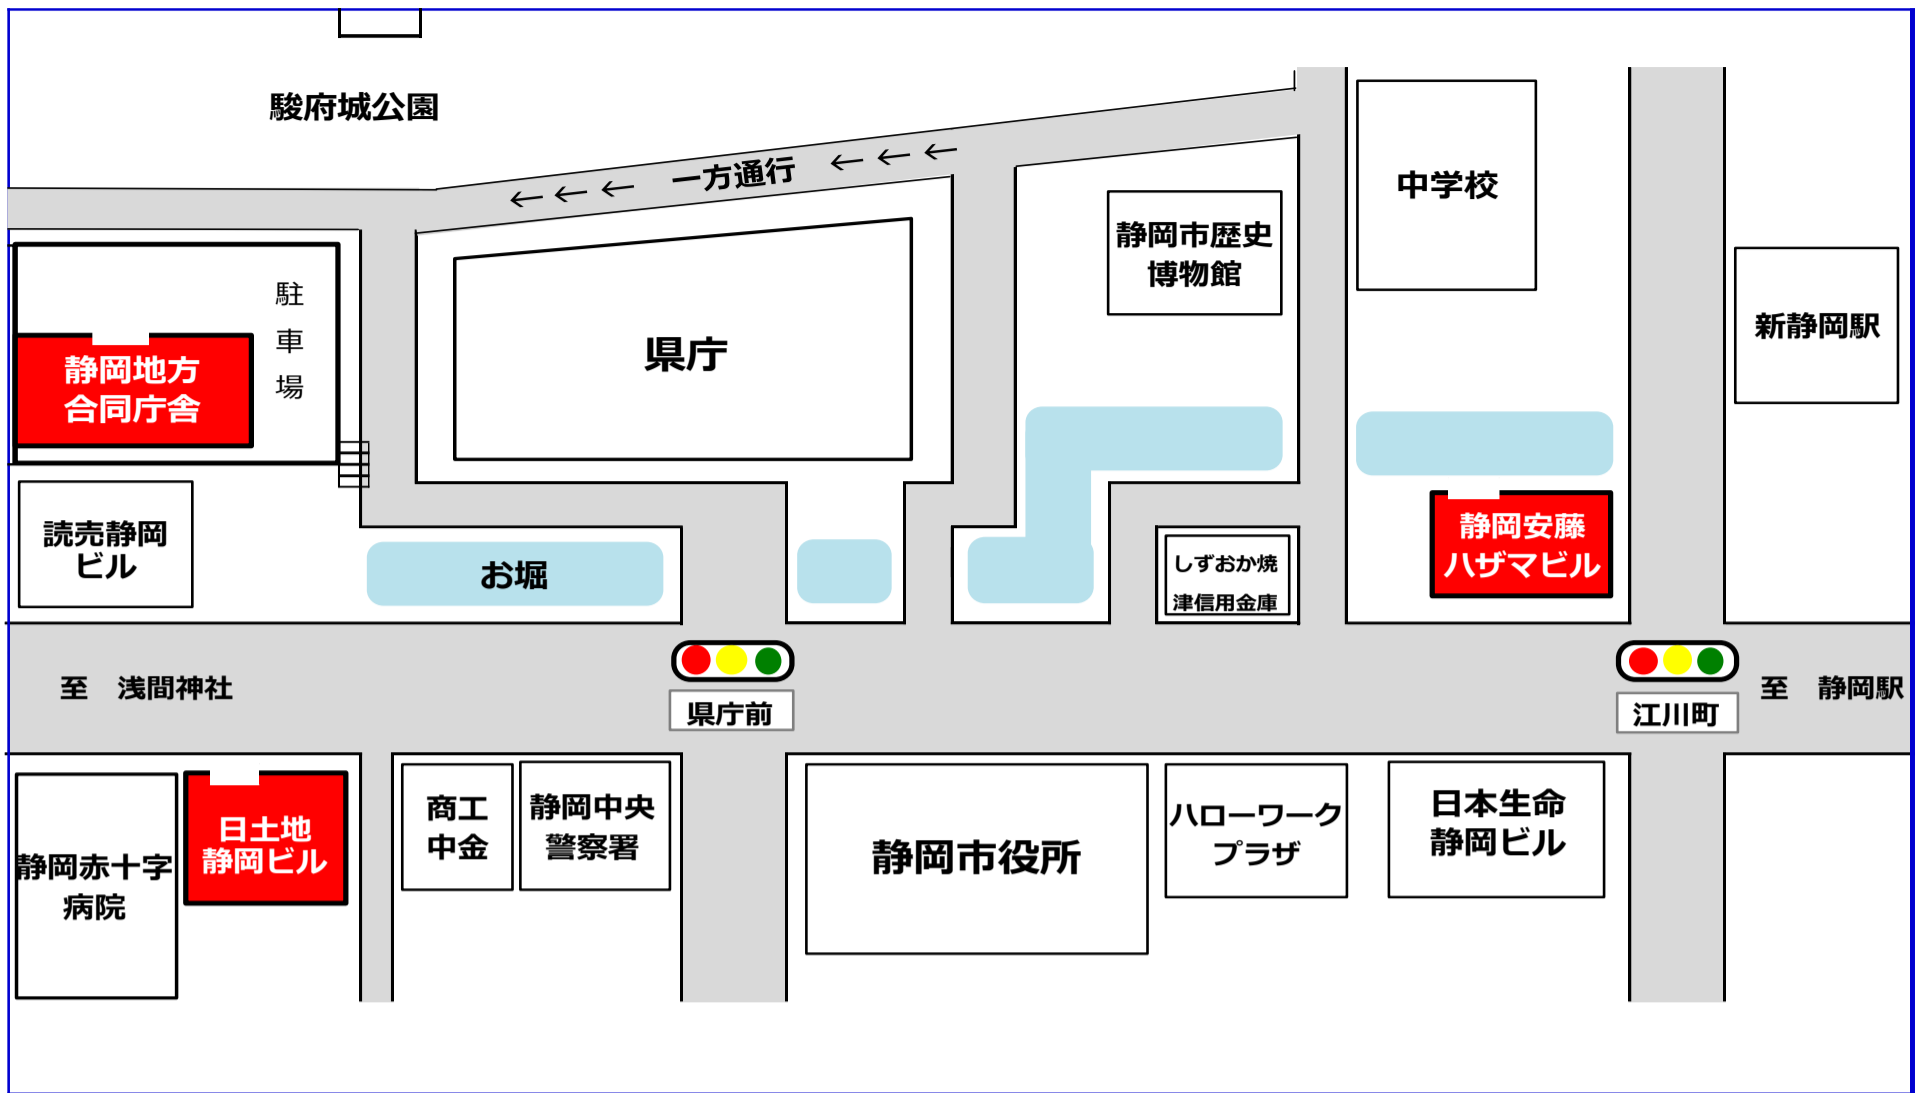 駿府城公園
← ← ← 一方通行 ← ← ←
中学校
静岡市歴史
博物館
新静岡駅
駐
車
場
県庁
静岡地方
合同庁舎
読売静岡
ビル
お堀
しずおか焼
津信用金庫
静岡安藤
ハザマビル
至 浅間神社
県庁前
江川町
至 静岡駅
静岡赤十字
病院
日土地
静岡ビル
商工
中金
静岡中央
警察署
静岡市役所
ハローワーク
プラザ
日本生命
静岡ビル